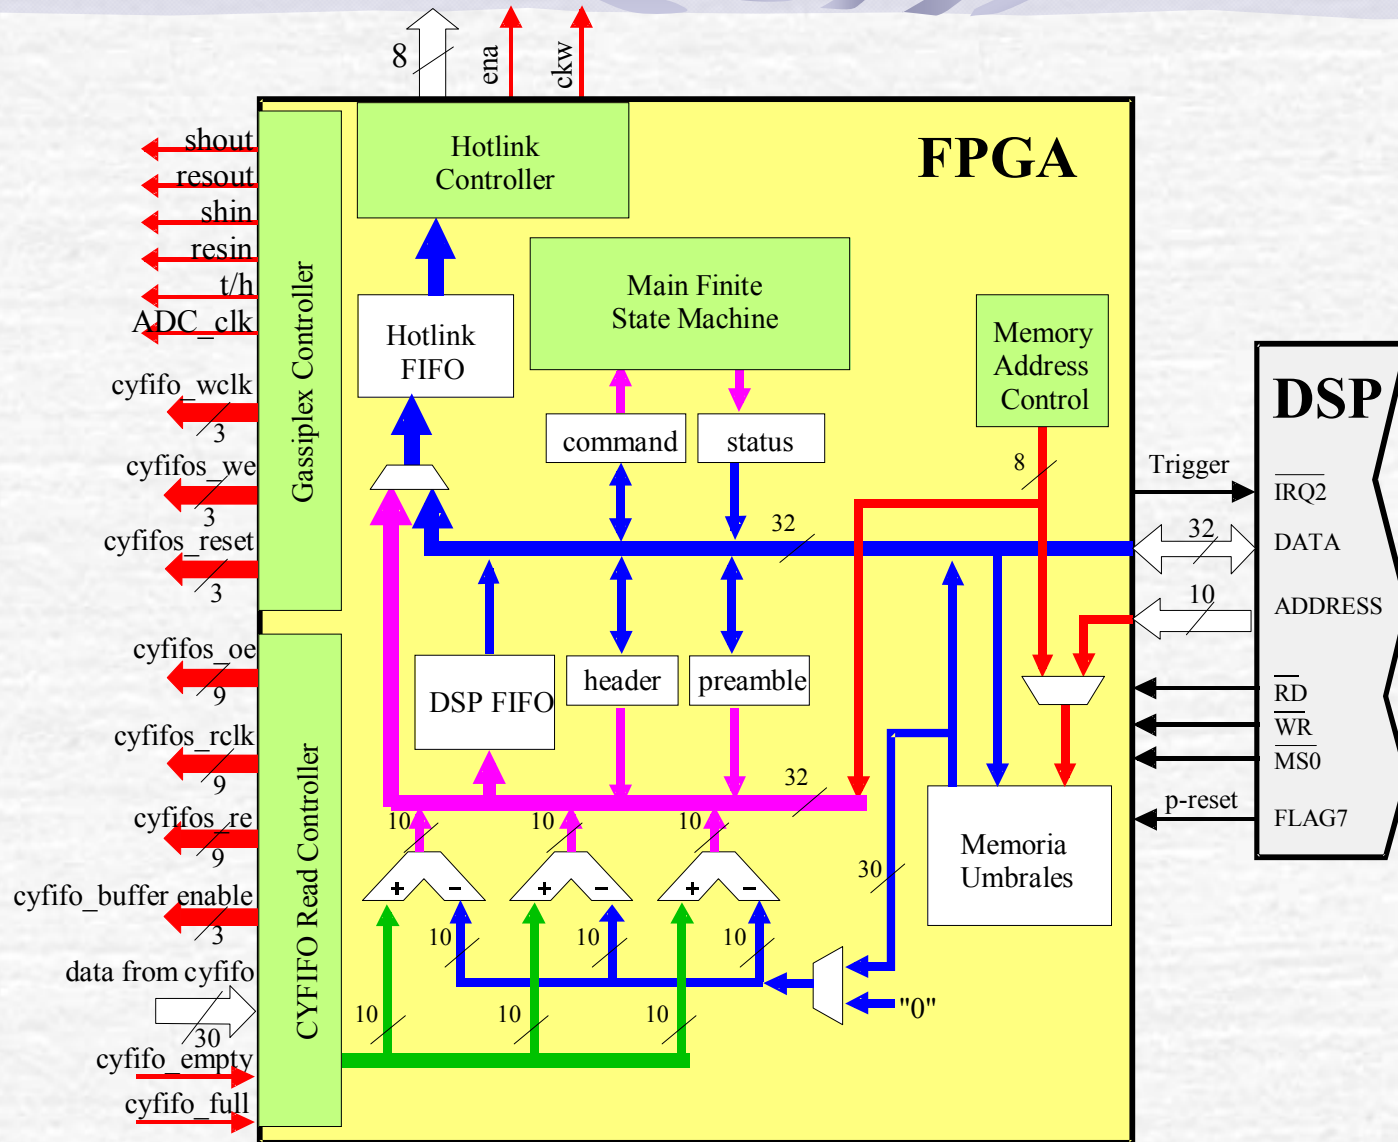 8
ena
ckw
FPGA
Hotlink
Controller
shout
resout
shin
resin
t/h
ADC_clk
cyfifo_wclk
3
cyfifos_we
3
cyfifos_reset
3
Gassiplex Controller
Hotlink
FIFO
Main Finite
State Machine
command
status
Memory
Address
Control
8
32
DSP
Trigger
IRQ2
32
DATA
10
ADDRESS
RD
WR
MS0
p-reset
FLAG7
cyfifos_oe
9
cyfifos_rclk
9
cyfifos_re
9
cyfifo_buffer enable
3
data from cyfifo
30
cyfifo_empty
cyfifo_full
CYFIFO Read Controller
DSP FIFO
header
preamble
32
10
10
10
+ −
+ −
+ −
30
Memoria
Umbrales
10
10
10
"0"
10
10
10